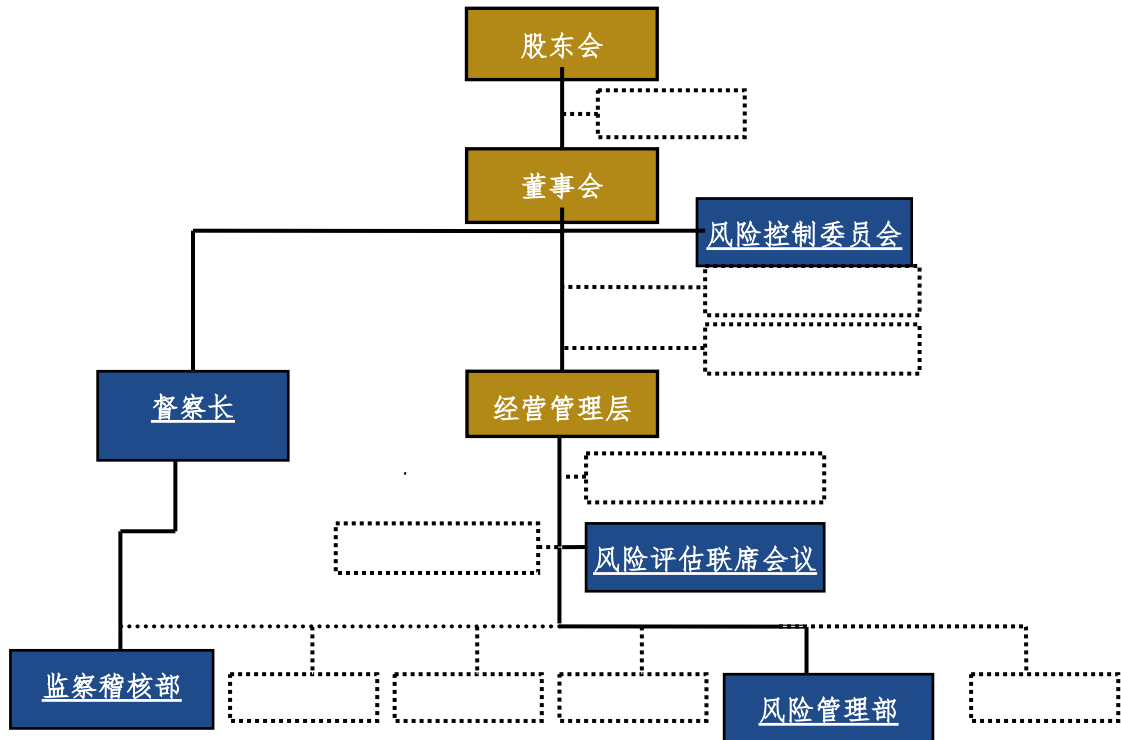 股东会
董事会
风险控制委员会
督察长
经营管理层
风险评估联席会议
监察稽核部
风险管理部